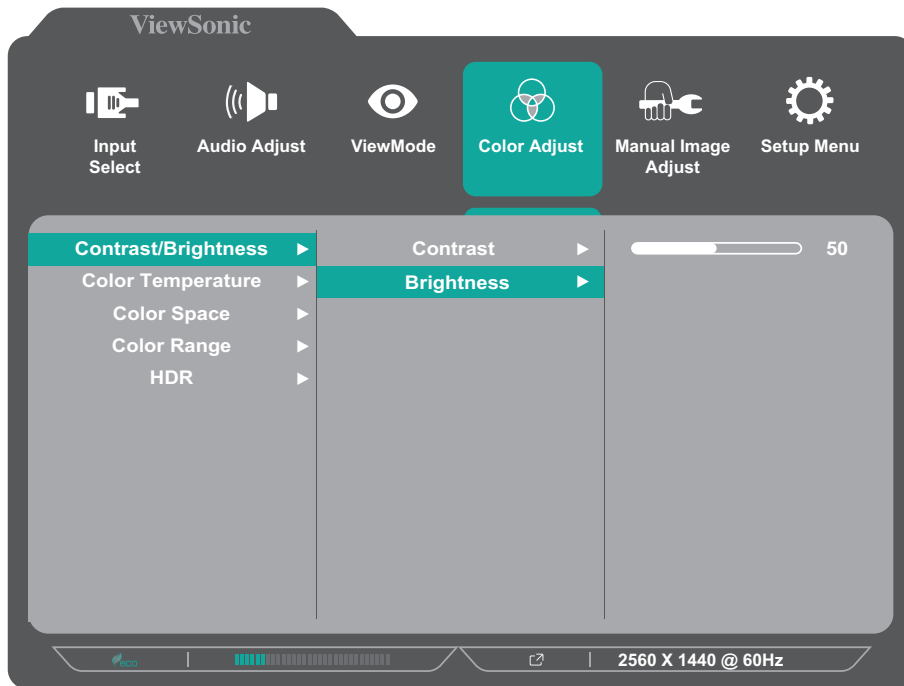 ViewSonic
Input
Select
Audio Adjust
ViewMode
Color Adjust
Manual Image
Adjust
Setup Menu
Contrast/Brightness
Color Temperature
Color Space
Color Range
HDR
Contrast
Brightness
50
eco
2560 X 1440 @ 60Hz